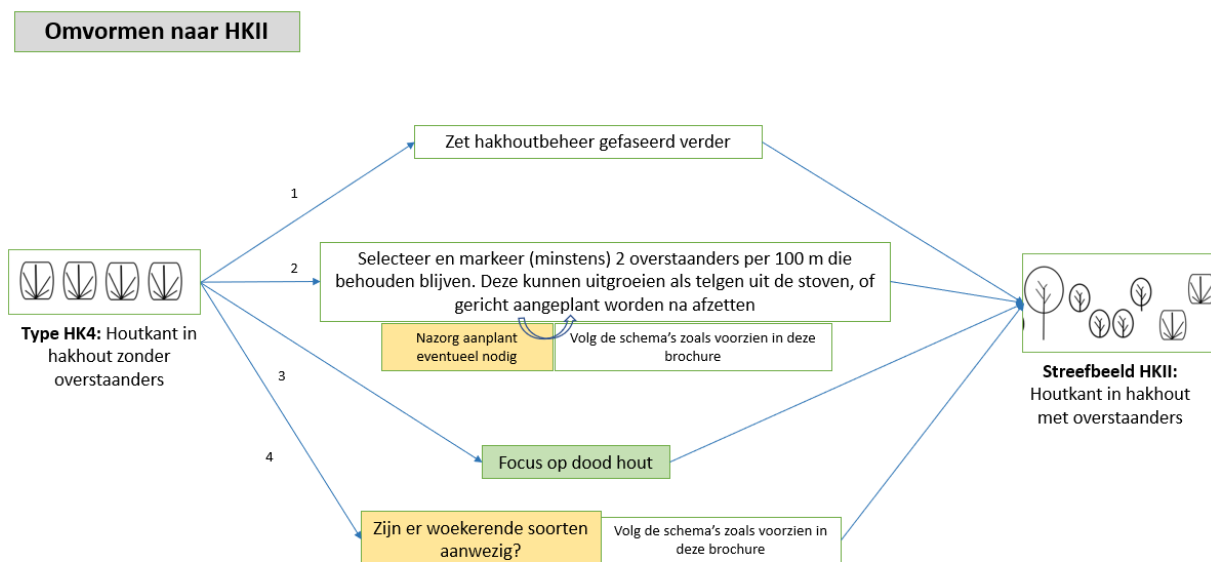 Omvormen naar HKII
Zet hakhoutbeheer gefaseerd verder
1
2
Selecteer en markeer (minstens) 2 overstaanders per 100 m die
behouden blijven. Deze kunnen uitgroeien als telgen uit de stoven, of
gericht aangeplant worden na afzetten
Nazorg aanplant
eventueel nodig
Volg de schema's zoals voorzien in deze
brochure
Type HK4: Houtkant in
hakhout zonder
overstaanders
Streefbeeld HKII:
Houtkant in hakhout
met overstaanders
3
4
Focus op dood hout
Zijn er woekerende soorten
aanwezig?
Volg de schema's zoals voorzien in
deze brochure